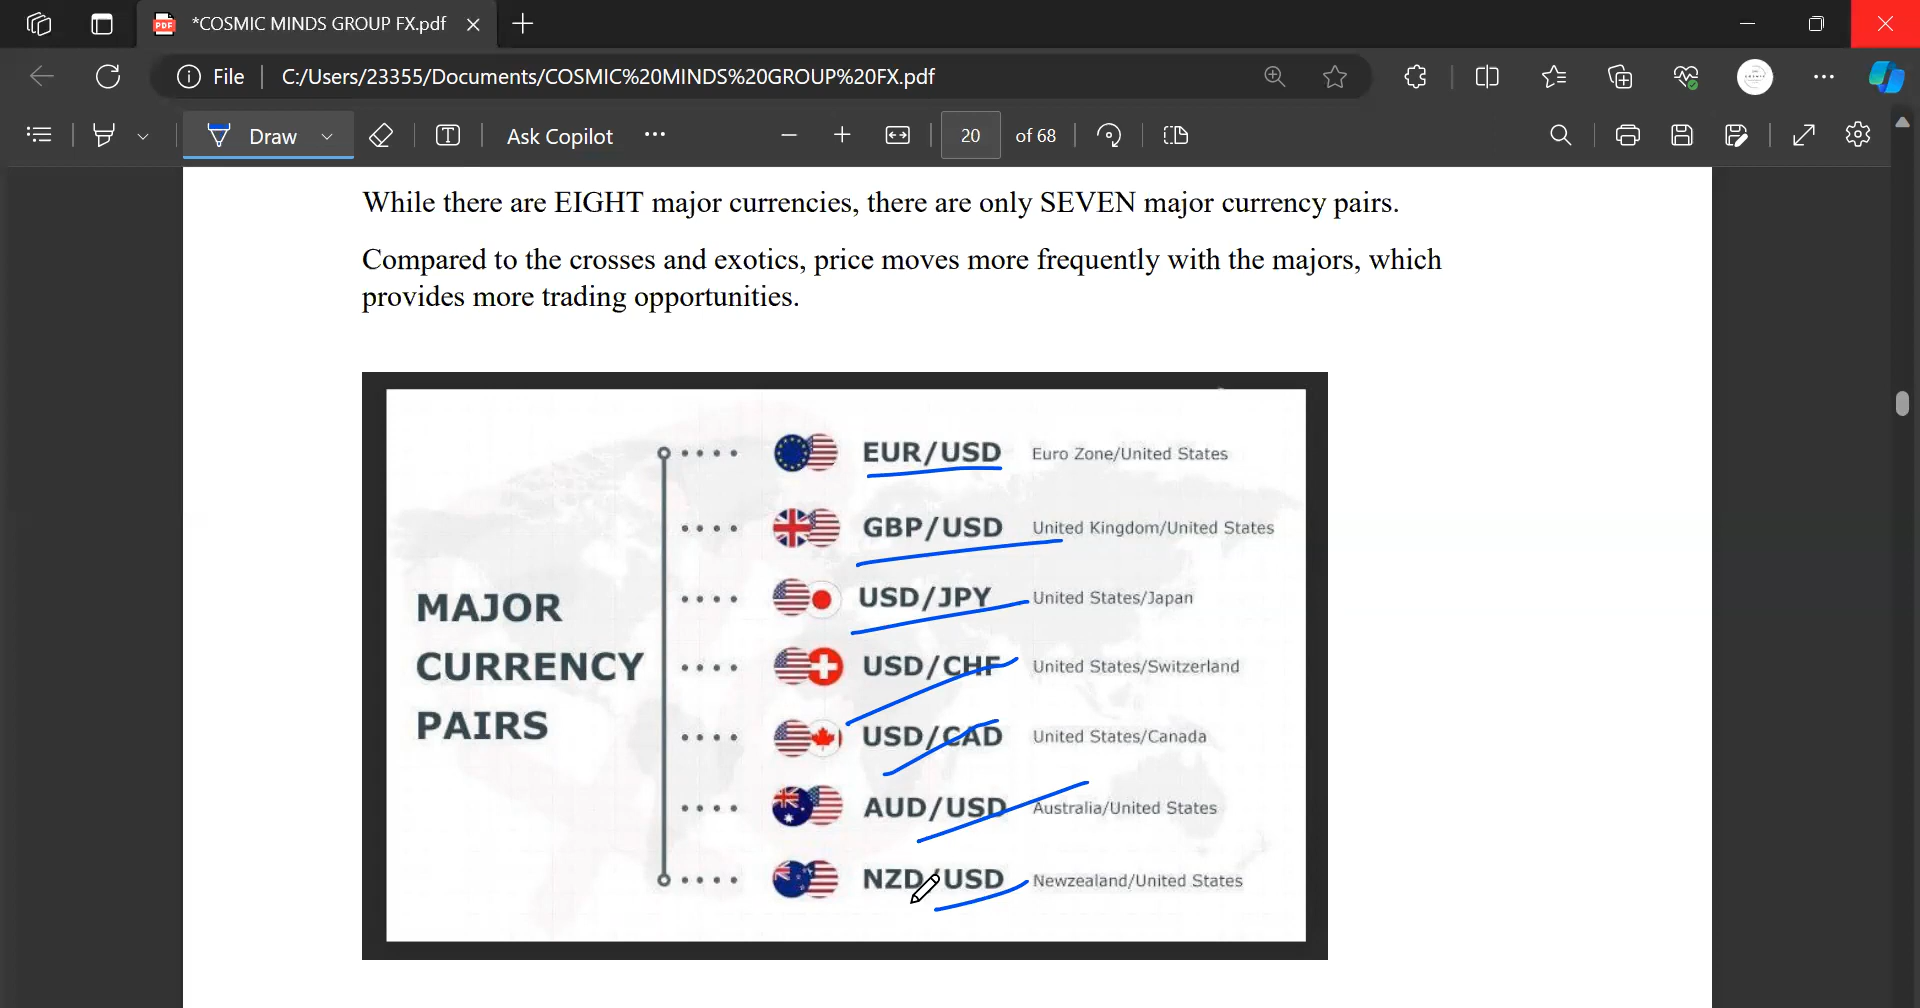 *COSMIC MINDS GROUP FX.pdf
File C:/Users/23355/Documents/COSMIC%20MINDS%20GROUP%20FX.pdf
Draw Ask Copilot 20 of 68
While there are EIGHT major currencies, there are only SEVEN major currency pairs.
Compared to the crosses and exotics, price moves more frequently with the majors, which
provides more trading opportunities.
MAJOR
CURRENCY
PAIRS
EUR/USD Euro Zone/United States
GBP/USD United Kingdom/United States
USD/JPY United States/Japan
USD/CHF United States/Switzerland
USD/CAD United States/Canada
AUD/USD Australia/United States
NZD/USD Newzealand/United States